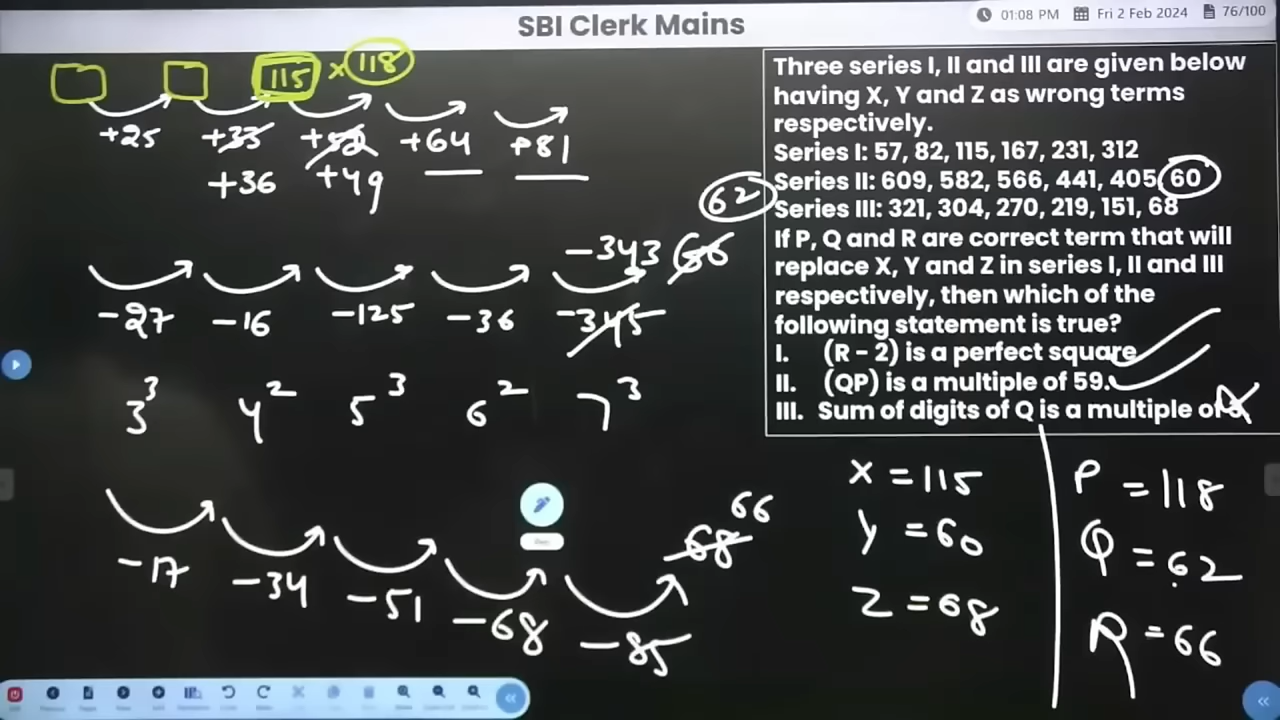 01:08 PM Fri 2 Feb 2024 76/100
SBI Clerk Mains
115 x 118
+25 +33 +52 +64 +81
+36 +49
Three series I, II and III are given below
having X, Y and Z as wrong terms
respectively.
Series I: 57, 82, 115, 167, 231, 312
Series II: 609, 582, 566, 441, 405 60
Series III: 321, 304, 270, 219, 151, 68
If P, Q and R are correct term that will
replace X, Y and Z in series I, II and III
respectively, then which of the
following statement is true?
I. (R - 2) is a perfect square
II. (QP) is a multiple of 59.
III. Sum of digits of Q is a multiple of
62
-343
-27 -16 -125 -36 -345
3³ 4² 5³ 6² 7³
66
68
-17 -34 -51 -68 -85
X = 115
Y = 60
Z = 68
P = 118
Q = 62
R = 66